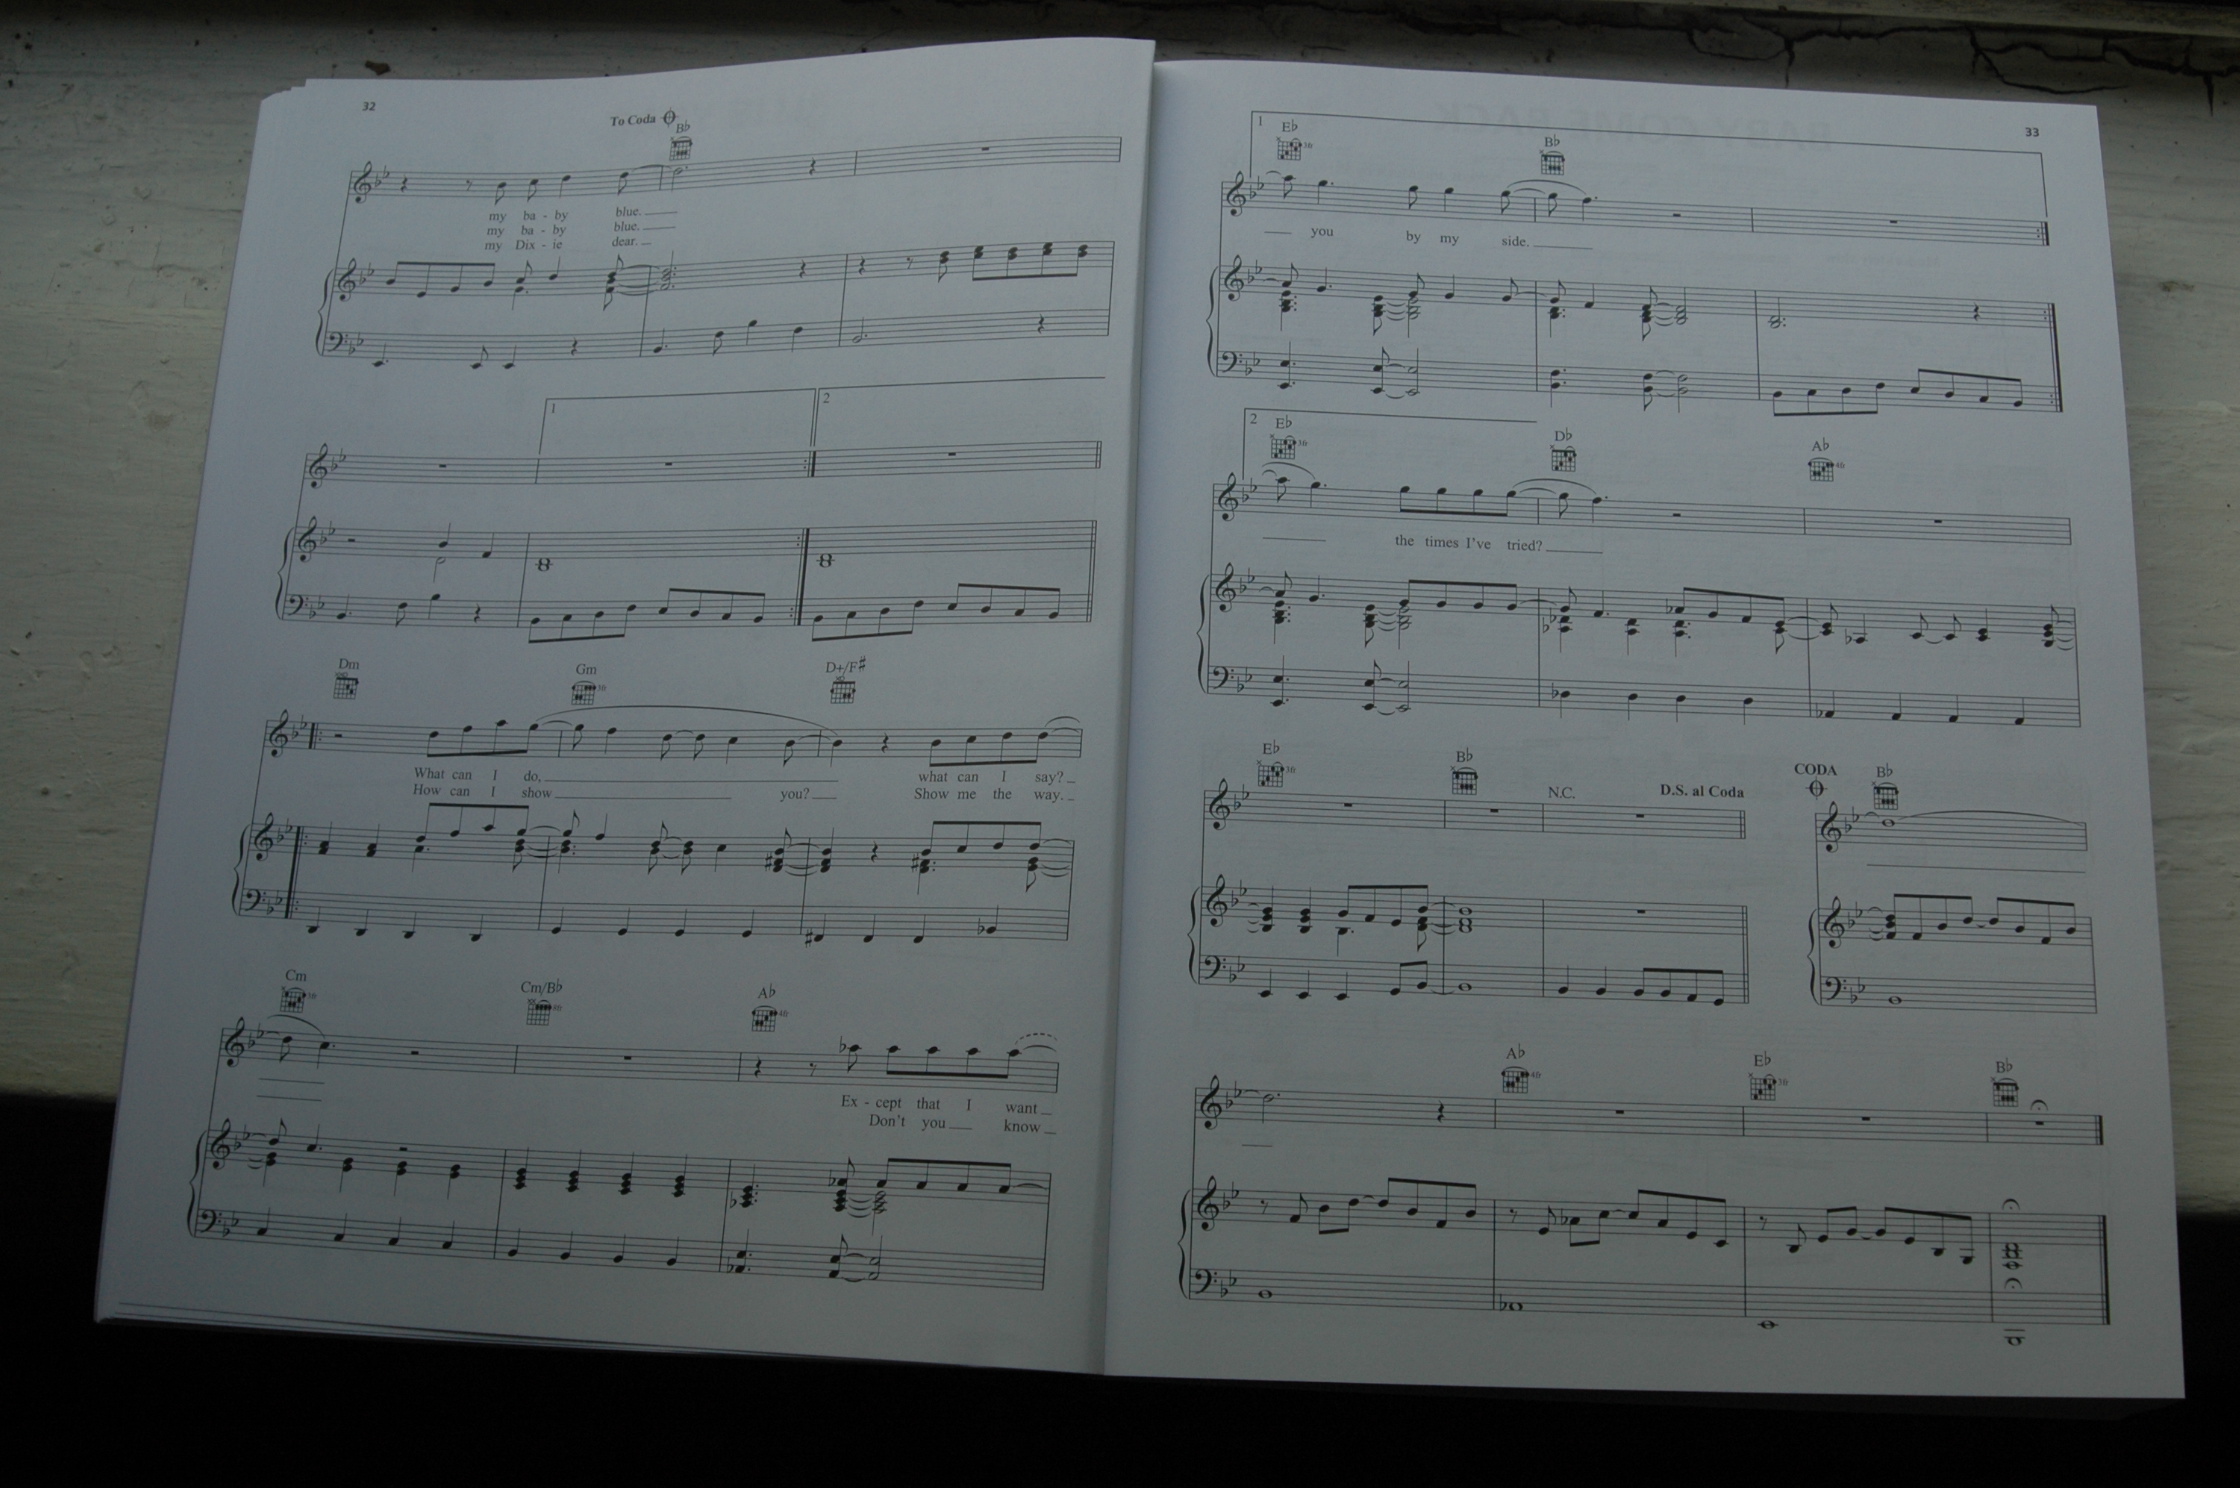 32
To Coda
B♭
my ba - by blue.
my ba - by blue.
my Dix - ie dear.
1 2
Dm Gm D+/F♯
What can I do, what can I say?
How can I show you? Show me the way.
Cm Cm/B♭ A♭
3fr 4fr
Ex - cept that I want
Don't you know
33
1
E♭ B♭
3fr
you by my side.
2
E♭ D♭ A♭
3fr 4fr
the times I've tried?
E♭ B♭ N.C. D.S. al Coda
3fr
CODA
B♭
A♭ E♭ B♭
4fr 3fr